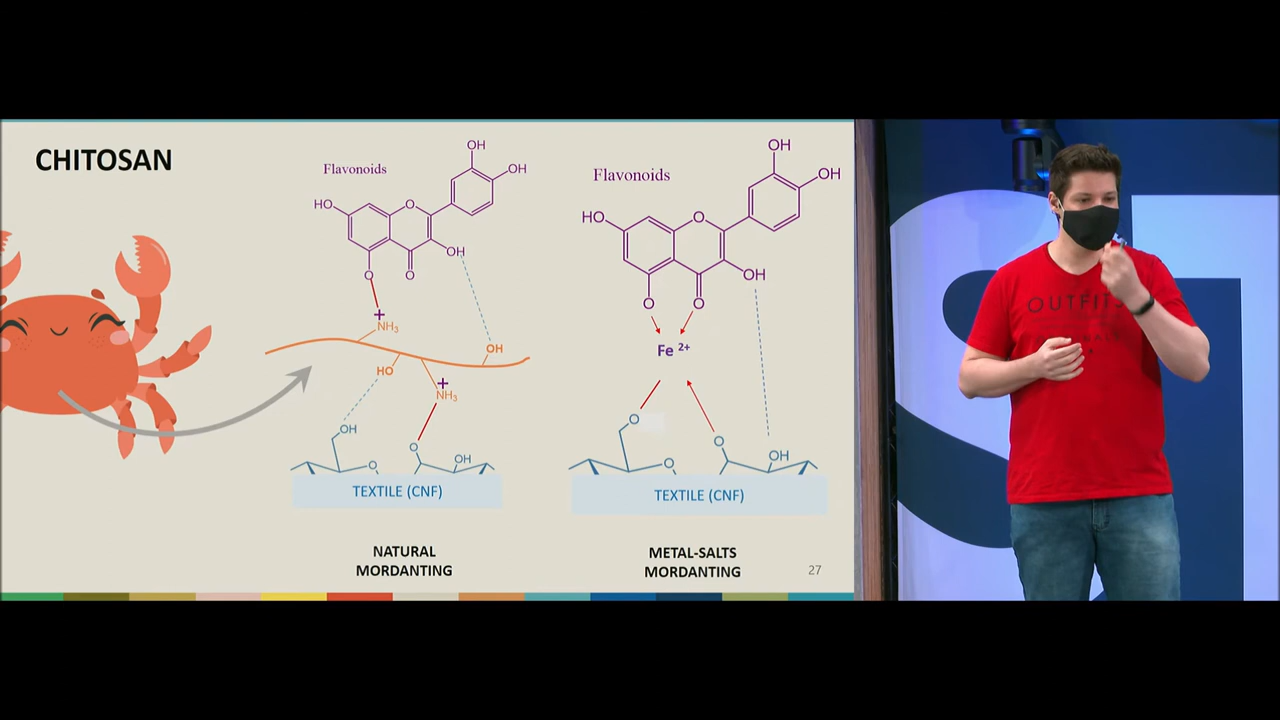 CHITOSAN
Flavonoids
OH
OH
HO
O
OH
O
O
+
NH3
OH
HO
+
NH3
OH
O
O
OH
TEXTILE (CNF)
NATURAL
MORDANTING
Flavonoids
OH
OH
HO
O
OH
O
O
Fe 2+
O
O
O
OH
TEXTILE (CNF)
METAL-SALTS
MORDANTING
27
OUTFITS